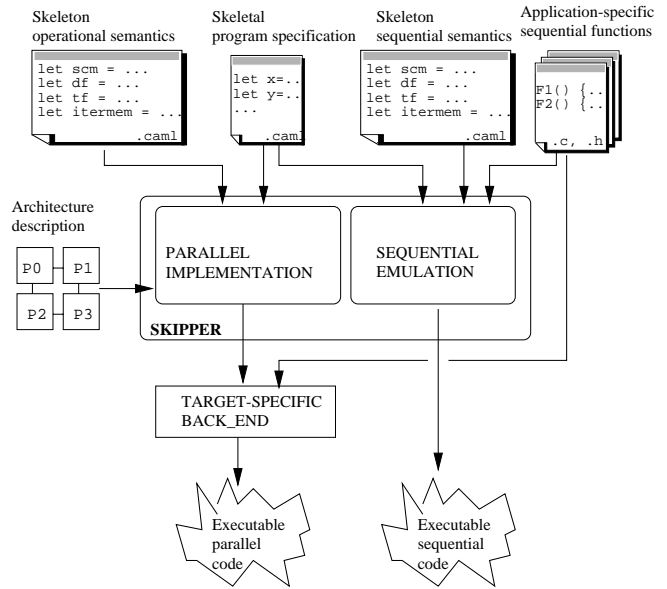 Skeleton
operational semantics
Skeletal
program specification
Skeleton
sequential semantics
Application-specific
sequential functions
let scm = ...
let df = ...
let tf = ...
let itermem = ...
.caml
let x=..
let y=..
...
.caml
let scm = ...
let df = ...
let tf = ...
let itermem = ...
.caml
F1() {..
F2() {..
.c, .h
Architecture
description
P0
P1
P2
P3
PARALLEL
IMPLEMENTATION
SEQUENTIAL
EMULATION
SKIPPER
TARGET-SPECIFIC
BACK_END
Executable
parallel
code
Executable
sequential
code